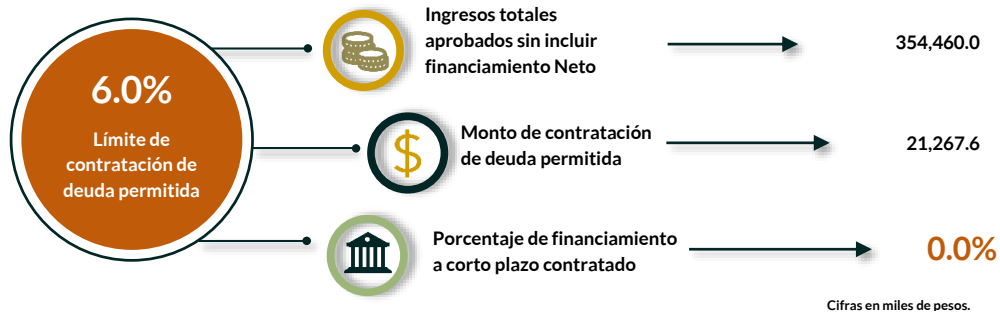 6.0%
Límite de
contratación de
deuda permitida
Ingresos totales
aprobados sin incluir
financiamiento Neto
354,460.0
$
Monto de contratación
de deuda permitida
21,267.6
Porcentaje de financiamiento
a corto plazo contratado
0.0%
Cifras en miles de pesos.